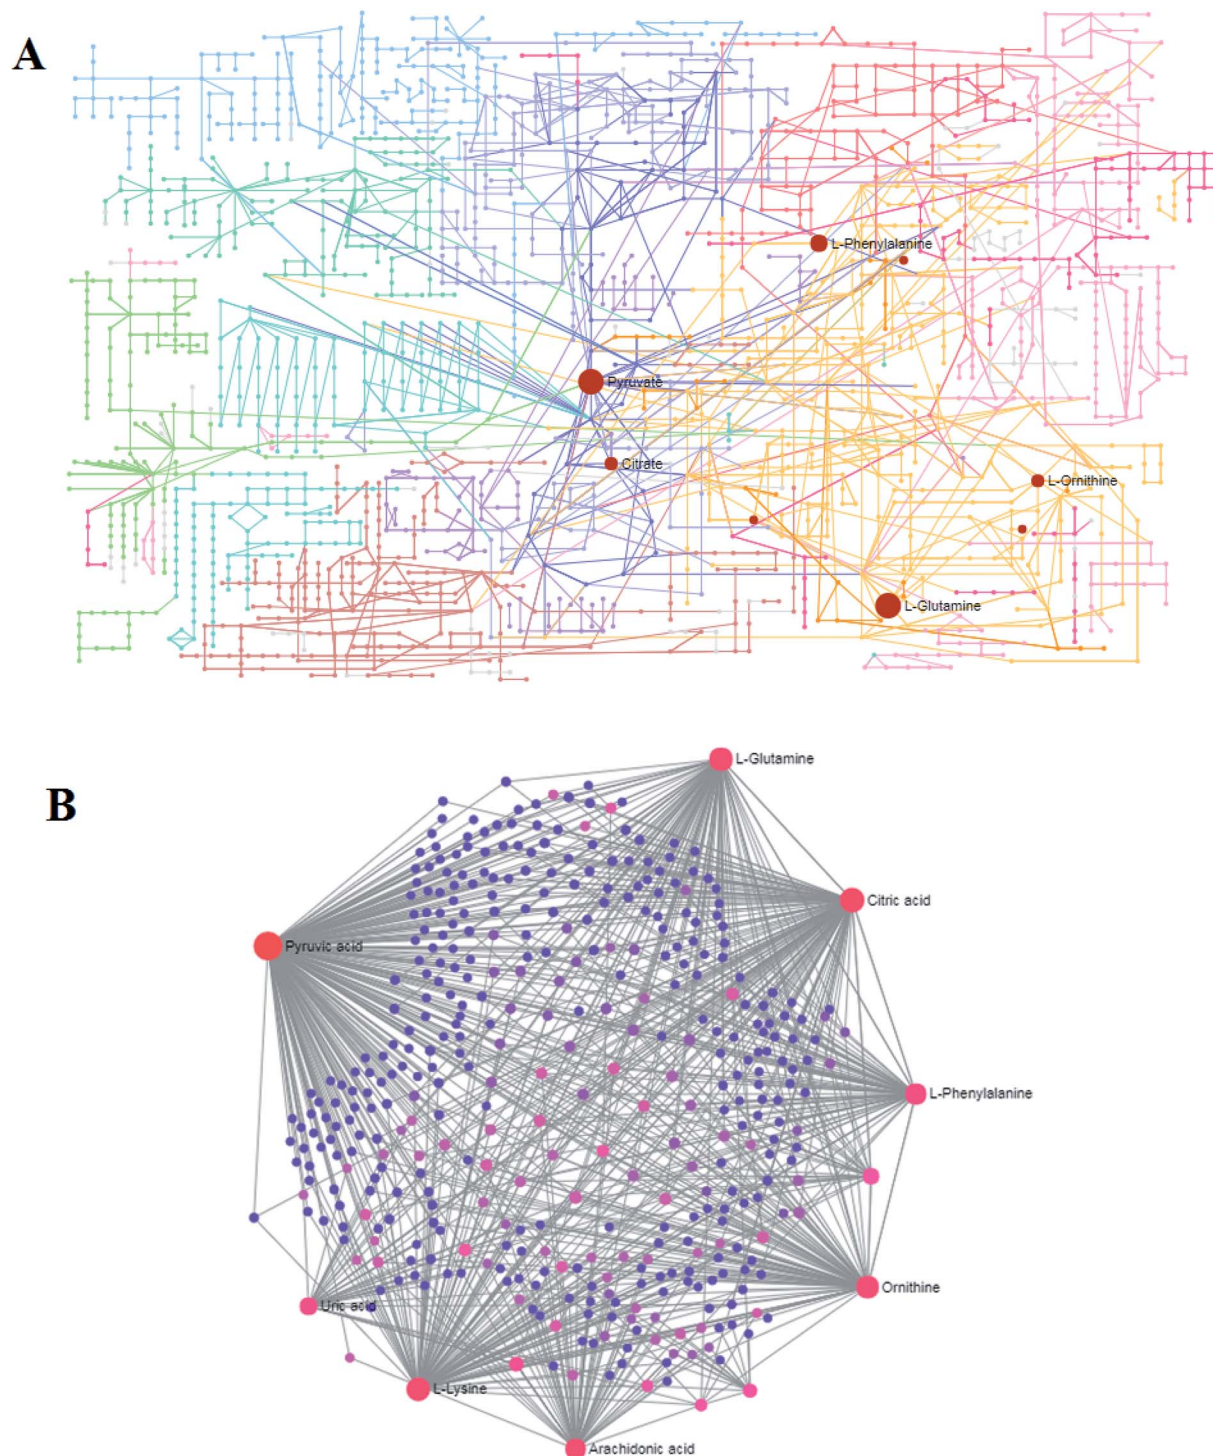 A
L-Phenylalanine
Pyruvate
Citrate
L-Ornithine
L-Glutamine
B
L-Glutamine
Citric acid
Pyruvic acid
L-Phenylalanine
Ornithine
Uric acid
L-Lysine
Arachidonic acid